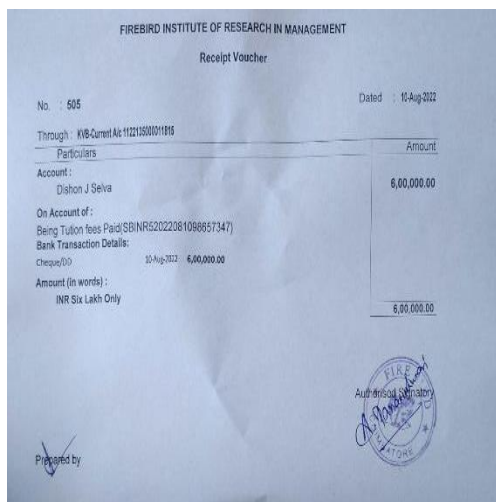 FIREBIRD INSTITUTE OF RESEARCH IN MANAGEMENT
Receipt Voucher
No. : 505 Dated : 10-Aug-2022
Through : KVB-Current A/c
Particulars Amount
Account :
Dishon J Selva 6,00,000.00
On Account of :
Being Tution fees Paid(SBINR52022081098657347)
Bank Transaction Details:
Cheque/DD 10-Aug-2022 6,00,000.00
Amount (in words) :
INR Six Lakh Only
6,00,000.00
FIRE
Authorised Signatory
Prepared by